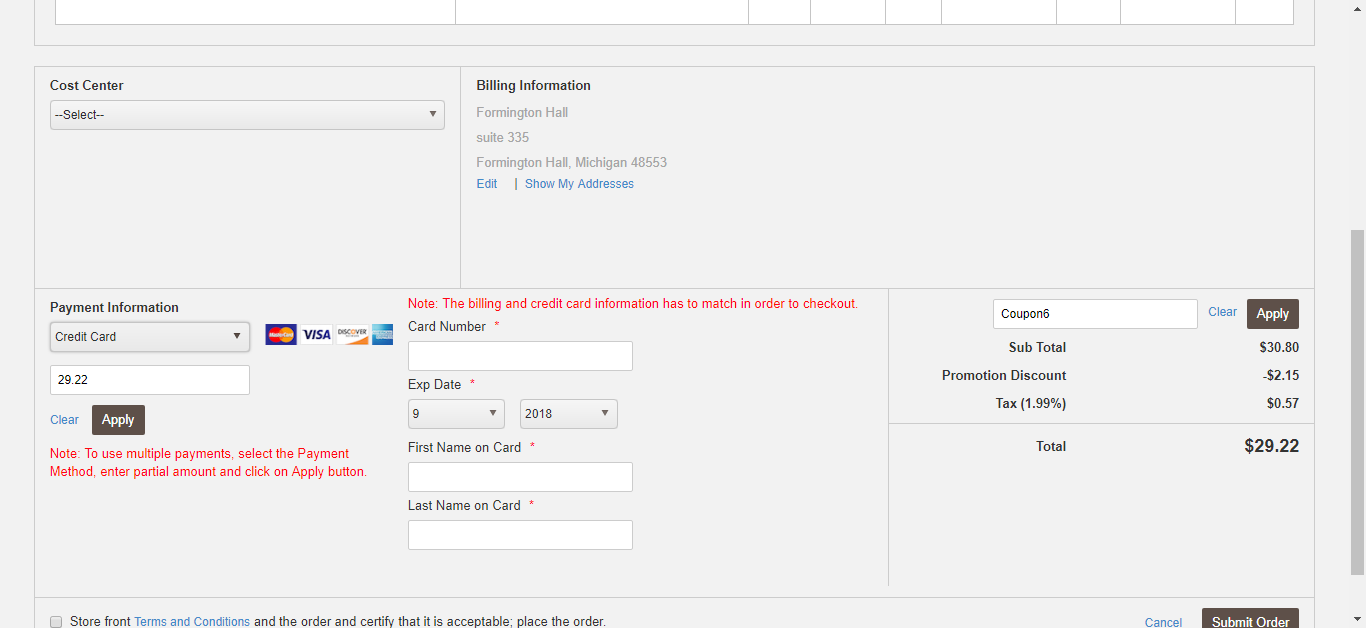 Cost Center
--Select--
Billing Information
Formington Hall
suite 335
Formington Hall, Michigan 48553
Edit | Show My Addresses
Payment Information
Credit Card
MasterCard VISA DISCOVER
29.22
Clear Apply
Note: To use multiple payments, select the Payment
Method, enter partial amount and click on Apply button.
Note: The billing and credit card information has to match in order to checkout.
Card Number *
Exp Date *
9 2018
First Name on Card *
Last Name on Card *
Coupon6 Clear Apply
Sub Total $30.80
Promotion Discount -$2.15
Tax (1.99%) $0.57
Total $29.22
Store front Terms and Conditions and the order and certify that it is acceptable; place the order.
Cancel Submit Order